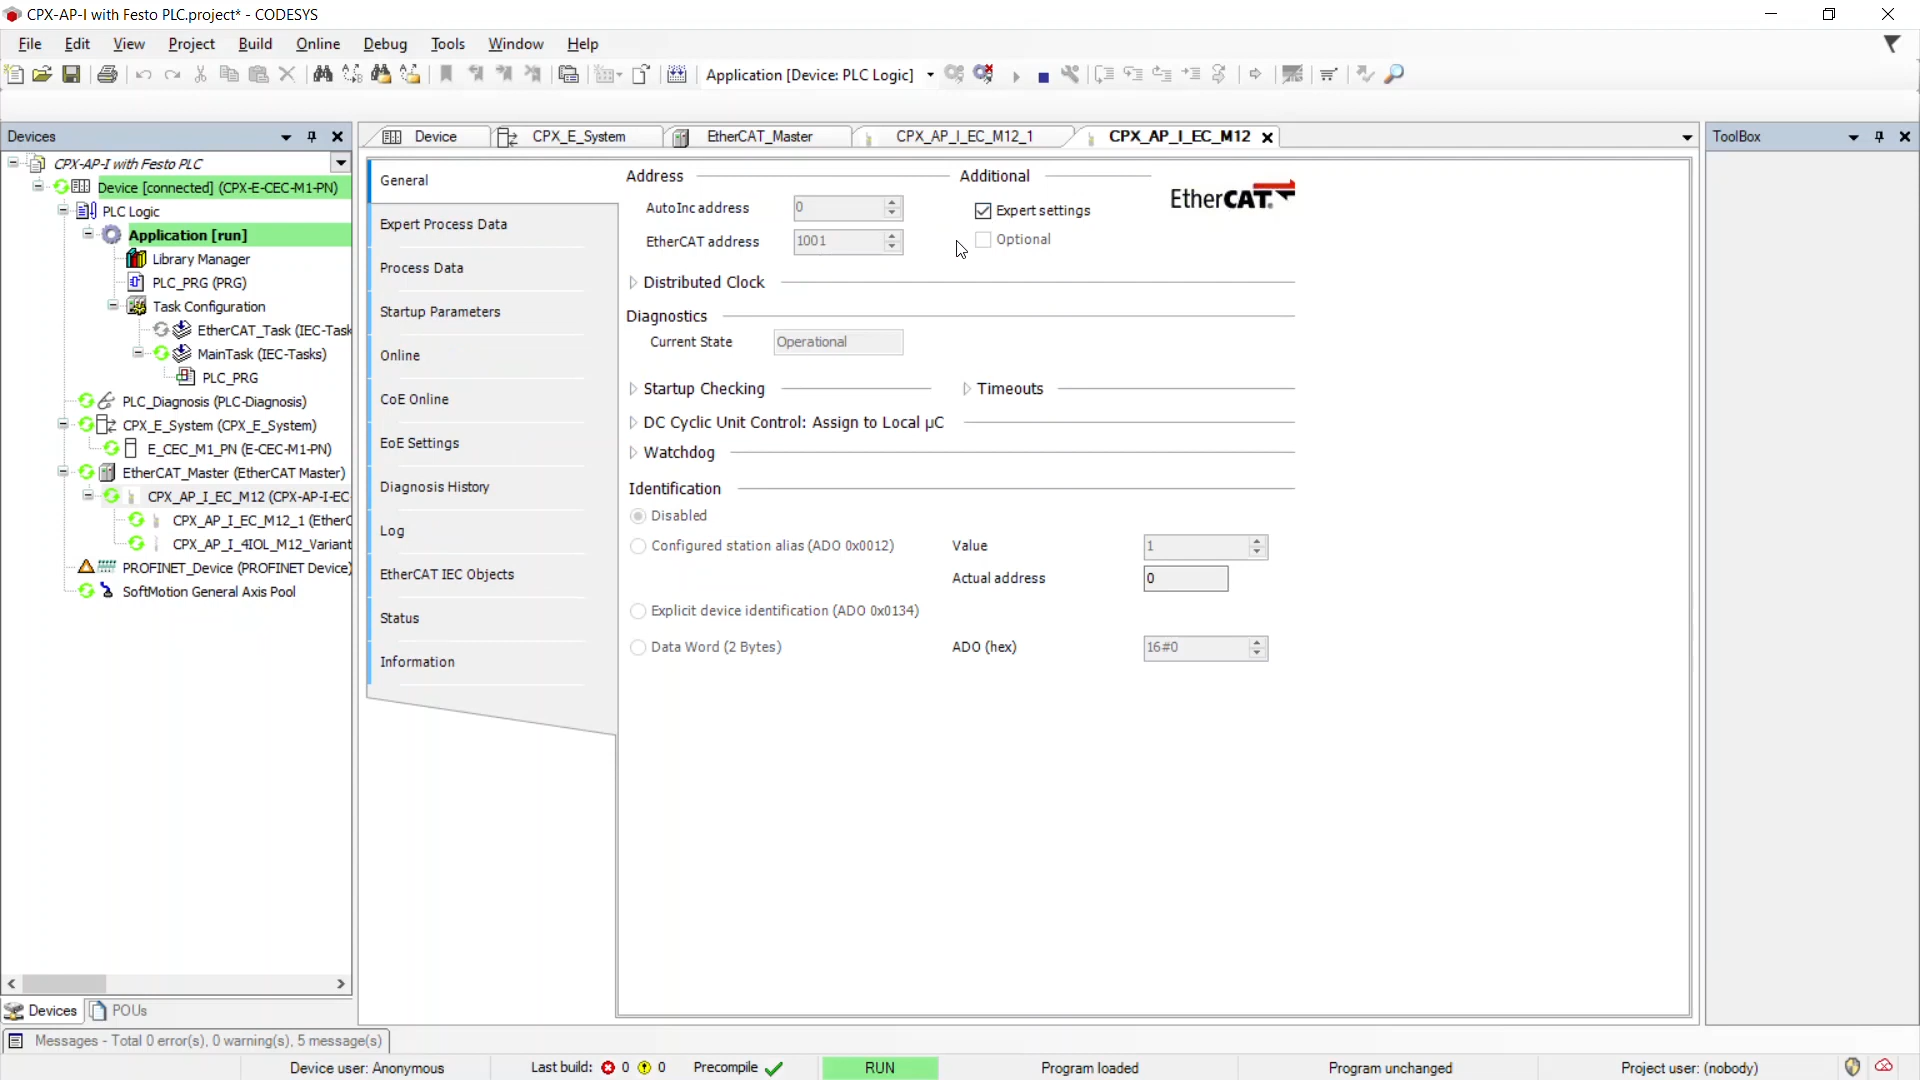 CPX-AP-I with Festo PLC.project* - CODESYS
File Edit View Project Build Online Debug Tools Window Help
Application [Device: PLC Logic]
Devices
CPX-AP-I with Festo PLC
Device [connected] (CPX-E-CEC-M1-PN)
PLC Logic
Application [run]
Library Manager
PLC_PRG (PRG)
Task Configuration
EtherCAT_Task (IEC-Task
MainTask (IEC-Tasks)
PLC_PRG
PLC_Diagnosis (PLC-Diagnosis)
CPX_E_System (CPX_E_System)
E_CEC_M1_PN (E-CEC-M1-PN)
EtherCAT_Master (EtherCAT Master)
CPX_AP_I_EC_M12 (CPX-AP-I-EC-
CPX_AP_I_EC_M12_1 (EtherC
CPX_AP_I_4IOL_M12_Variant
PROFINET_Device (PROFINET Device)
SoftMotion General Axis Pool
Devices POUs
Device CPX_E_System EtherCAT_Master CPX_AP_I_EC_M12_1 CPX_AP_I_EC_M12
General
Expert Process Data
Process Data
Startup Parameters
Online
CoE Online
EoE Settings
Diagnosis History
Log
EtherCAT IEC Objects
Status
Information
Address Additional
EtherCAT.
AutoInc address 0 Expert settings
EtherCAT address 1001 Optional
Distributed Clock
Diagnostics
Current State Operational
Startup Checking Timeouts
DC Cyclic Unit Control: Assign to Local µC
Watchdog
Identification
Disabled
Configured station alias (ADO 0x0012) Value 1
Actual address 0
Explicit device identification (ADO 0x0134)
Data Word (2 Bytes) ADO (hex) 16#0
ToolBox
Messages - Total 0 error(s), 0 warning(s), 5 message(s)
Device user: Anonymous Last build: 0 0 Precompile RUN Program loaded Program unchanged Project user: (nobody)